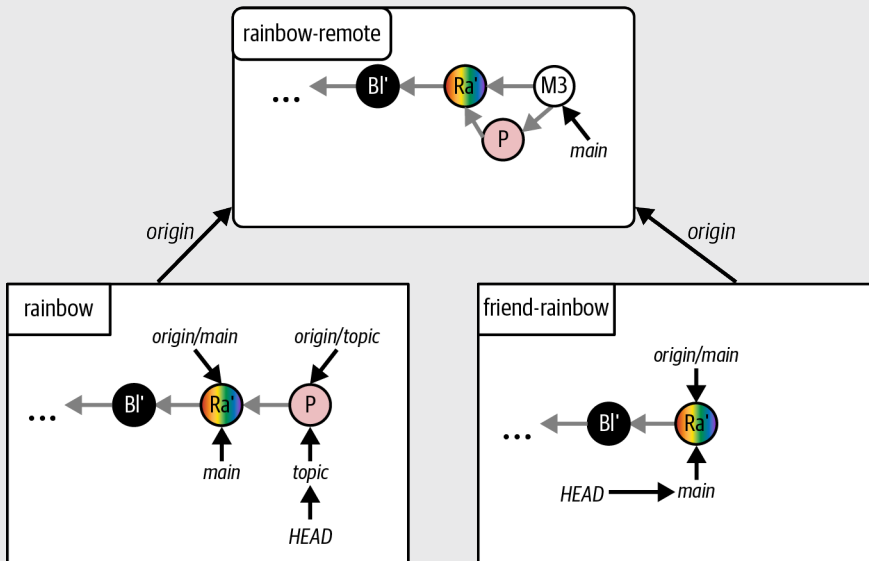 rainbow-remote
... Bl' Ra' M3
P
main
origin
origin
rainbow
origin/main origin/topic
... Bl' Ra' P
main topic
HEAD
friend-rainbow
origin/main
... Bl' Ra'
HEAD main